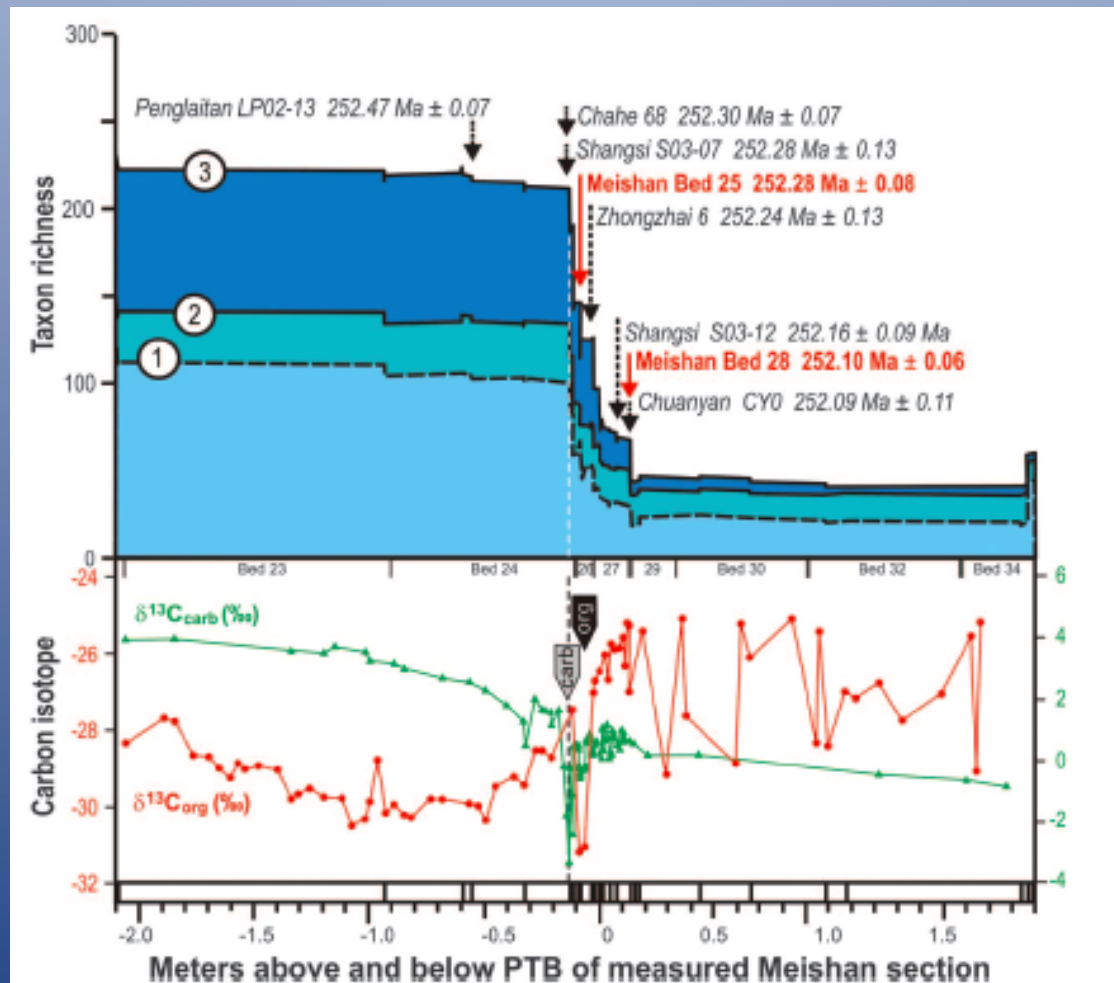 300
Penglaitan LP02-13 252.47 Ma ± 0.07
Chahe 68 252.30 Ma ± 0.07
Shangsi S03-07 252.28 Ma ± 0.13
3
Meishan Bed 25 252.28 Ma ± 0.08
200
Zhongzhai 6 252.24 Ma ± 0.13
Taxon richness
2
1
Shangsi S03-12 252.16 ± 0.09 Ma
Meishan Bed 28 252.10 Ma ± 0.06
100
Chuanyan CY0 252.09 Ma ± 0.11
0
Bed 23 Bed 24 26 27 29 Bed 30 Bed 32 Bed 34
-24 6
δ¹³Ccarb (‰)
org
-26 4
carb
Carbon isotope
2
-28
0
δ¹³Corg (‰)
-30
-2
-32 -4
-2.0 -1.5 -1.0 -0.5 0 0.5 1.0 1.5
Meters above and below PTB of measured Meishan section